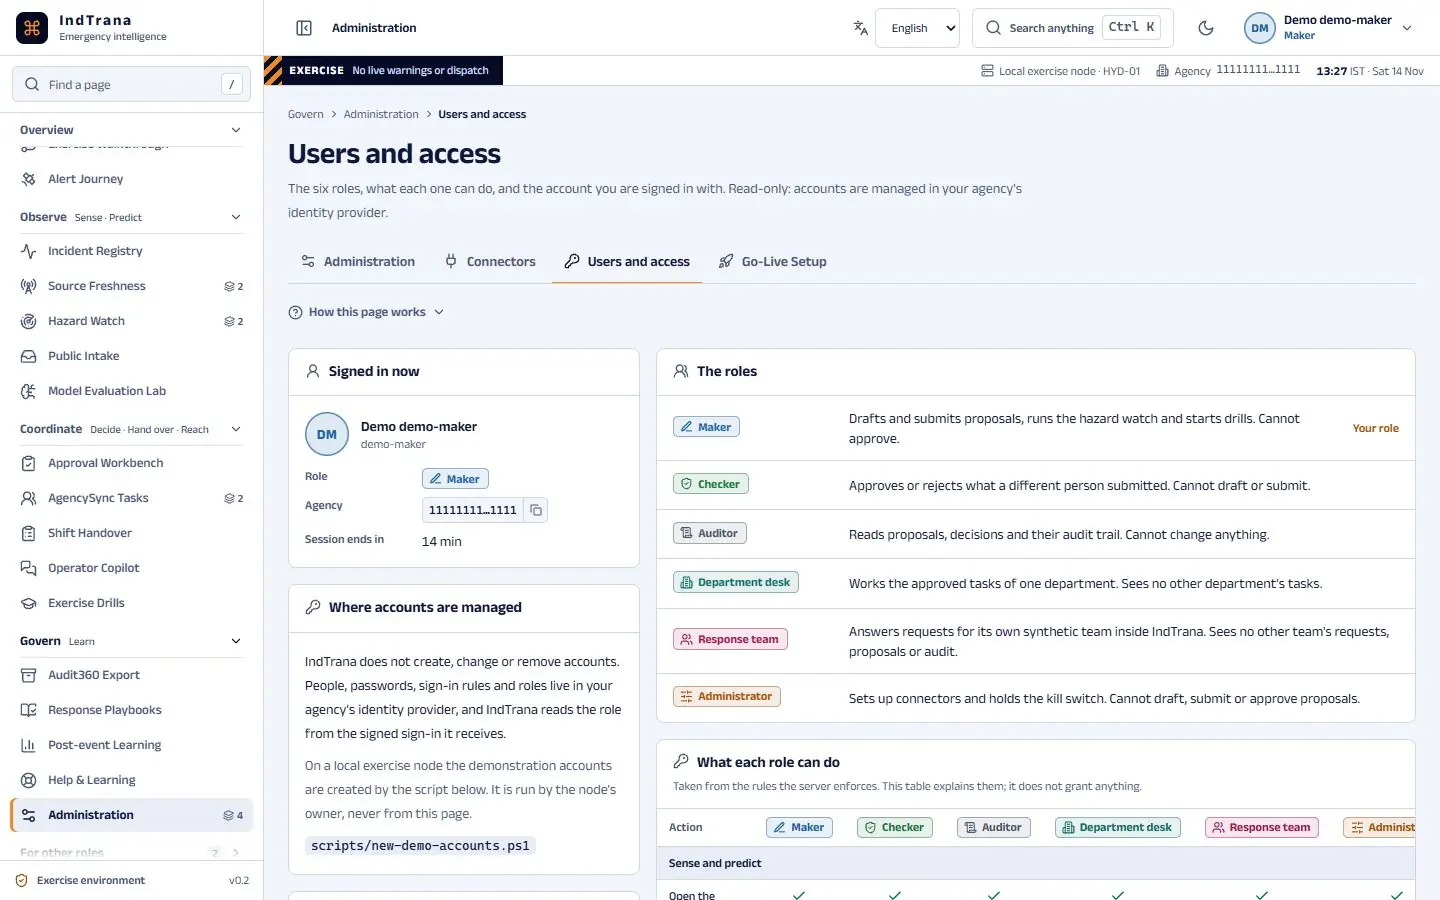 IndTrana
Emergency intelligence
Find a page
/
Overview
Alert Journey
Observe Sense · Predict
Incident Registry
Source Freshness 2
Hazard Watch 2
Public Intake
Model Evaluation Lab
Coordinate Decide · Hand over · Reach
Approval Workbench
AgencySync Tasks 2
Shift Handover
Operator Copilot
Exercise Drills
Govern Learn
Audit360 Export
Response Playbooks
Post-event Learning
Help & Learning
Administration 4
For other roles 2
Exercise environment v0.2
Administration
English
Search anything Ctrl K
DM
Demo demo-maker
Maker
EXERCISE No live warnings or dispatch
Local exercise node · HYD-01
Agency 11111111…1111
13:27 IST · Sat 14 Nov
Govern > Administration > Users and access
Users and access
The six roles, what each one can do, and the account you are signed in with. Read-only: accounts are managed in your agency's
identity provider.
Administration
Connectors
Users and access
Go-Live Setup
How this page works
Signed in now
DM
Demo demo-maker
demo-maker
Role Maker
Agency 11111111…1111
Session ends in 14 min
Where accounts are managed
IndTrana does not create, change or remove accounts.
People, passwords, sign-in rules and roles live in your
agency's identity provider, and IndTrana reads the role
from the signed sign-in it receives.
On a local exercise node the demonstration accounts
are created by the script below. It is run by the node's
owner, never from this page.
scripts/new-demo-accounts.ps1
The roles
Maker
Drafts and submits proposals, runs the hazard watch and starts drills. Cannot
approve.
Your role
Checker
Approves or rejects what a different person submitted. Cannot draft or submit.
Auditor
Reads proposals, decisions and their audit trail. Cannot change anything.
Department desk
Works the approved tasks of one department. Sees no other department's tasks.
Response team
Answers requests for its own synthetic team inside IndTrana. Sees no other team's requests,
proposals or audit.
Administrator
Sets up connectors and holds the kill switch. Cannot draft, submit or approve proposals.
What each role can do
Taken from the rules the server enforces. This table explains them; it does not grant anything.
Action Maker Checker Auditor Department desk Response team Administ
Sense and predict
Open the